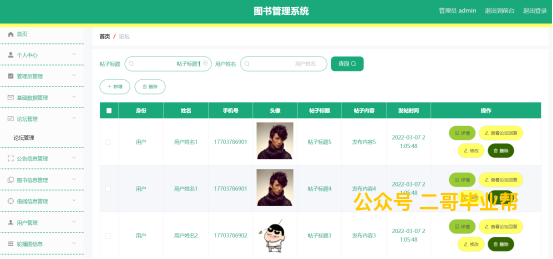 图书管理系统
管理员 admin 退出到前台 退出登录
首页
首页 / 论坛
个人中心
管理员管理
基础数据管理
论坛管理
论坛管理
公告信息管理
图书信息管理
借阅信息管理
用户管理
轮播图信息
帖子标题 帖子标题 用户姓名 用户姓名 查询
+ 新增 删除
身份 姓名 手机号 头像 帖子标题 帖子内容 发帖时间 操作
用户 用户姓名1 17703786901 帖子标题5 发布内容5 2022-03-07 21:05:48 详情 查看论坛回复 修改 删除
用户 用户姓名1 17703786901 帖子标题4 发布内容4 2022-03-07 21:05:48 详情 查看论坛回复
用户 用户姓名2 17703786902 帖子标题3 发布内容3 2022-03-07 21:05:48 详情 查看论坛回复 修改 删除
公众号 二哥毕业帮